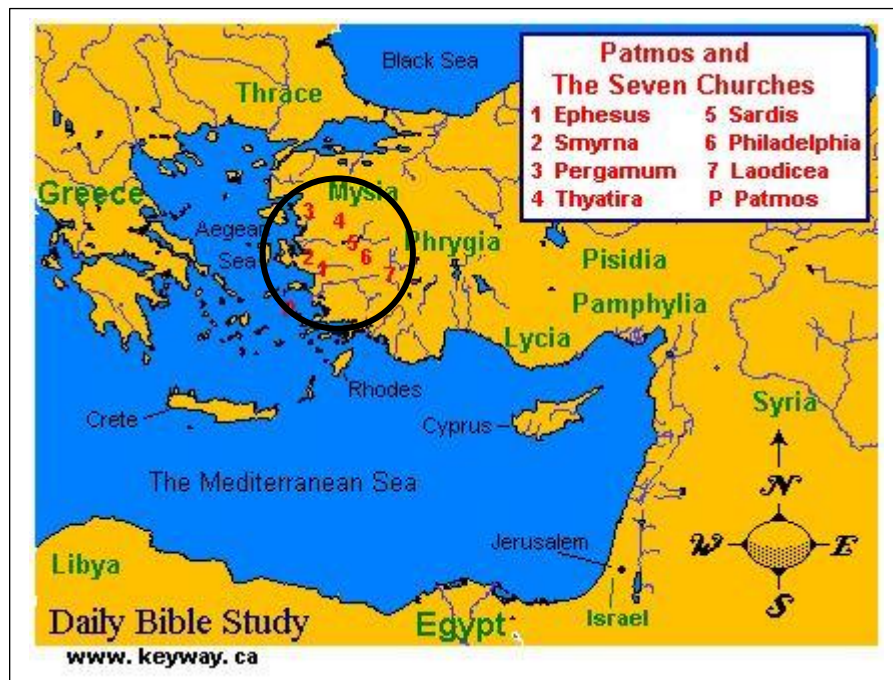 Black Sea
Patmos and
The Seven Churches
1 Ephesus 5 Sardis
2 Smyrna 6 Philadelphia
3 Pergamum 7 Laodicea
4 Thyatira P Patmos
Thrace
Greece
Mysia
Aegean
Sea
3
4
5
6
2
1
7
P
Phrygia
Pisidia
Pamphylia
Lycia
Rhodes
Crete
Cyprus
Syria
The Mediterranean Sea
N
W E
S
Jerusalem
Libya
Israel
Egypt
Daily Bible Study
www.keyway.ca